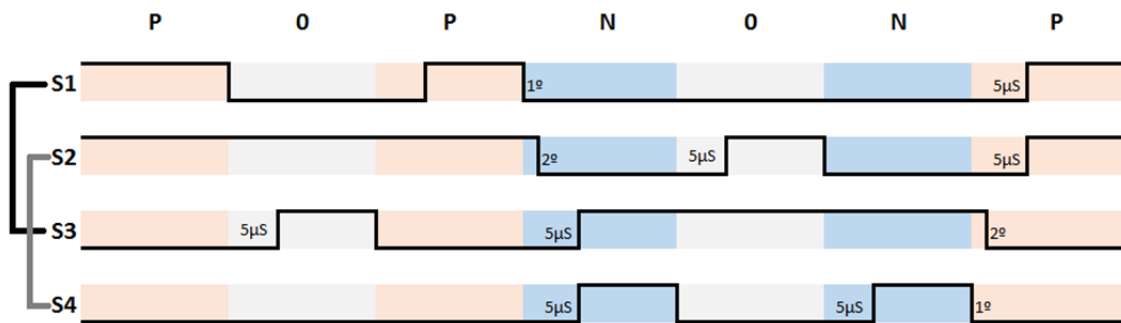 P 0 P N 0 N P
S1 1º 5µS
S2 2º 5µS 5µS
S3 5µS 5µS 2º
S4 5µS 5µS 1º